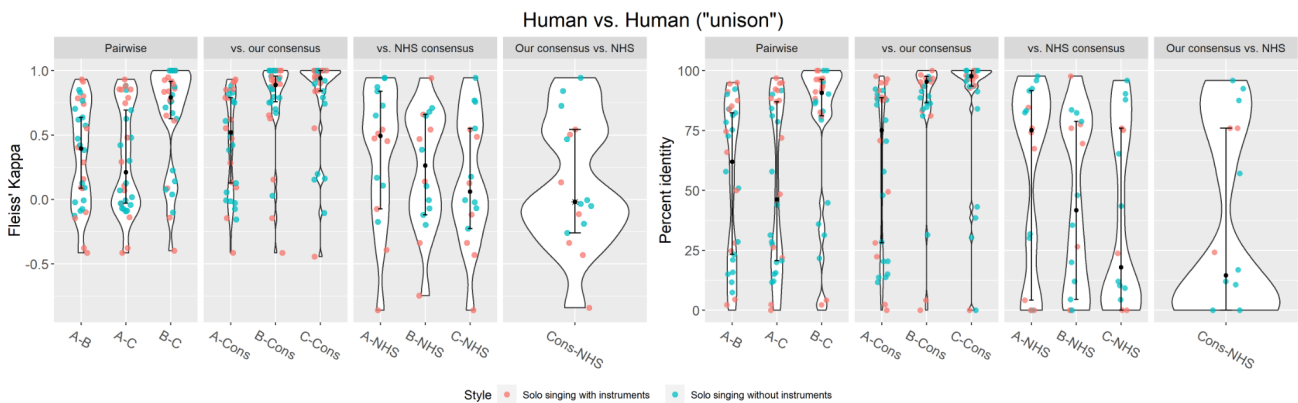 Human vs. Human ("unison")
Pairwise
vs. our consensus
vs. NHS consensus
Our consensus vs. NHS
Fleiss' Kappa
1.0
0.5
0.0
-0.5
A-B
A-C
B-C
A-Cons
B-Cons
C-Cons
A-NHS
B-NHS
C-NHS
Cons-NHS
Pairwise
vs. our consensus
vs. NHS consensus
Our consensus vs. NHS
Percent identity
100
75
50
25
0
A-B
A-C
B-C
A-Cons
B-Cons
C-Cons
A-NHS
B-NHS
C-NHS
Cons-NHS
Style Solo singing with instruments Solo singing without instruments